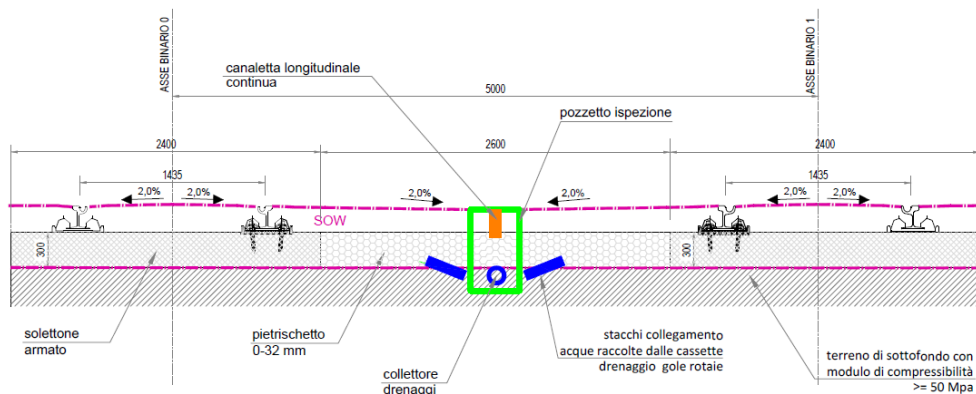 ASSE BINARIO 0
ASSE BINARIO 1
canaletta longitudinale
continua
5000
pozzetto ispezione
2400
2600
2400
1435
1435
2,0%
2,0%
2,0%
2,0%
2,0%
2,0%
SOW
300
300
solettone
armato
pietrischetto
0-32 mm
collettore
drenaggi
stacchi collegamento
acque raccolte dalle cassette
drenaggio gole rotaie
terreno di sottofondo con
modulo di compressibilità
>= 50 Mpa